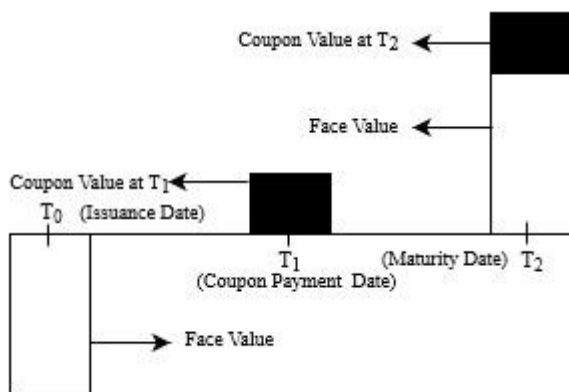 Coupon Value at T2
Face Value
Coupon Value at T1
T0 (Issuance Date)
T1
(Coupon Payment Date)
(Maturity Date) T2
Face Value